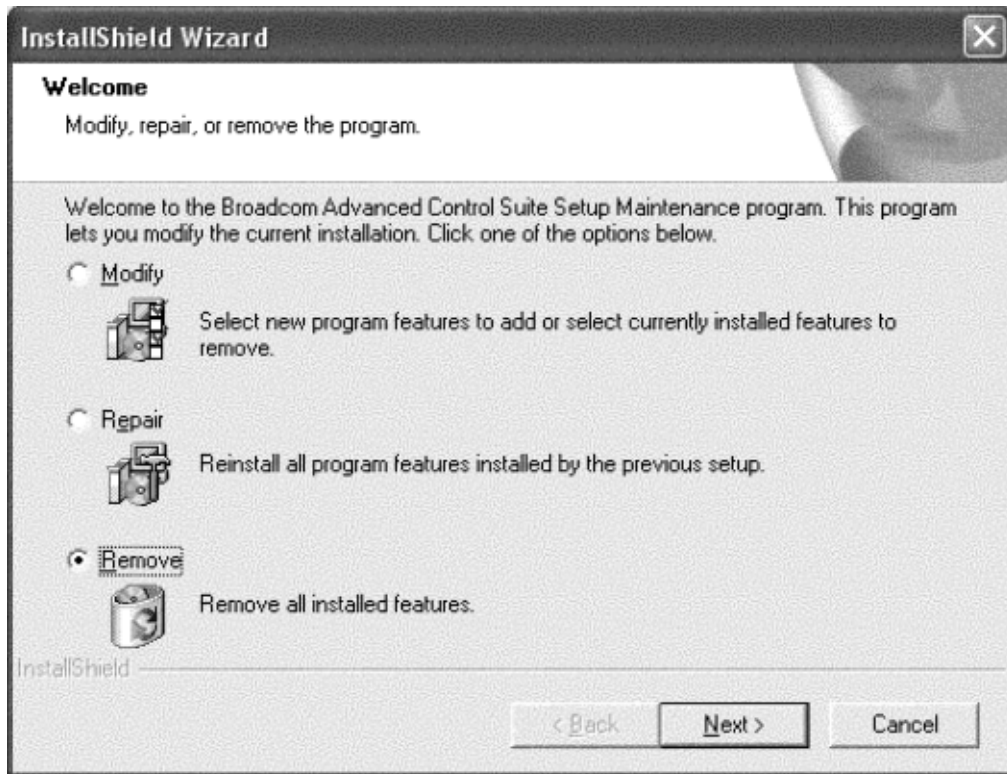 InstallShield Wizard
Welcome
Modify, repair, or remove the program.
Welcome to the Broadcom Advanced Control Suite Setup Maintenance program. This program
lets you modify the current installation. Click one of the options below.
Modify
Select new program features to add or select currently installed features to
remove.
Repair
Reinstall all program features installed by the previous setup.
Remove
Remove all installed features.
InstallShield
< Back
Next >
Cancel